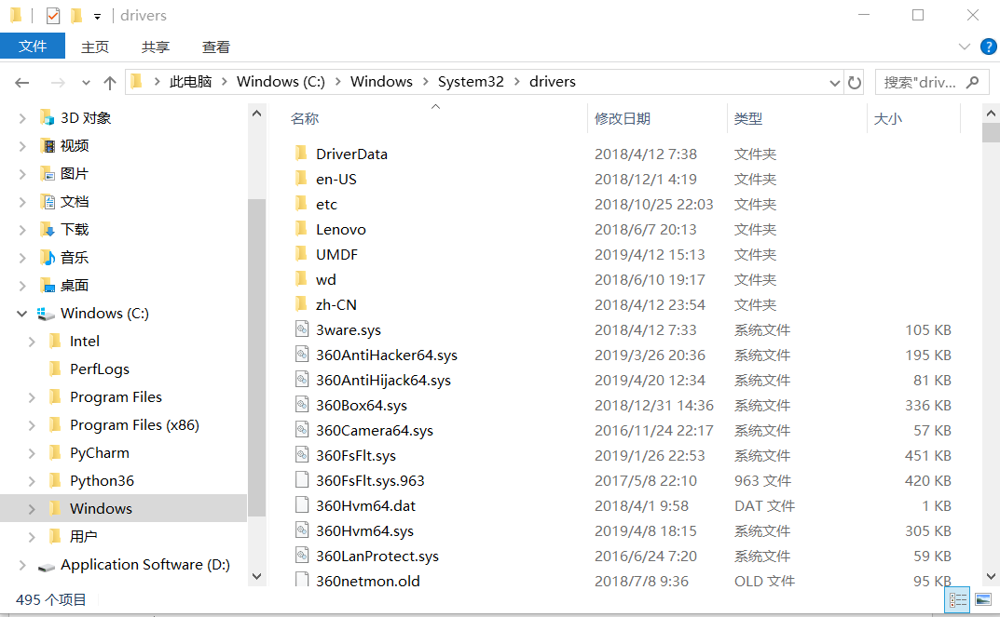 drivers
文件 主页 共享 查看
此电脑 Windows (C:) Windows System32 drivers 搜索"driv...
3D 对象
视频
图片
文档
下载
音乐
桌面
Windows (C:)
Intel
PerfLogs
Program Files
Program Files (x86)
PyCharm
Python36
Windows
用户
Application Software (D:)
名称 修改日期 类型 大小
DriverData 2018/4/12 7:38 文件夹
en-US 2018/12/1 4:19 文件夹
etc 2018/10/25 22:03 文件夹
Lenovo 2018/6/7 20:13 文件夹
UMDF 2019/4/12 15:13 文件夹
wd 2018/6/10 19:17 文件夹
zh-CN 2018/4/12 23:54 文件夹
3ware.sys 2018/4/12 7:33 系统文件 105 KB
360AntiHacker64.sys 2019/3/26 20:36 系统文件 195 KB
360AntiHijack64.sys 2019/4/20 12:34 系统文件 81 KB
360Box64.sys 2018/12/31 14:36 系统文件 336 KB
360Camera64.sys 2016/11/24 22:17 系统文件 57 KB
360FsFlt.sys 2019/1/26 22:53 系统文件 451 KB
360FsFlt.sys.963 2017/5/8 22:10 963 文件 420 KB
360Hvm64.dat 2018/4/1 9:58 DAT 文件 1 KB
360Hvm64.sys 2019/4/8 18:15 系统文件 305 KB
360LanProtect.sys 2016/6/24 7:20 系统文件 59 KB
360netmon.old 2018/7/8 9:36 OLD 文件 95 KB
495 个项目